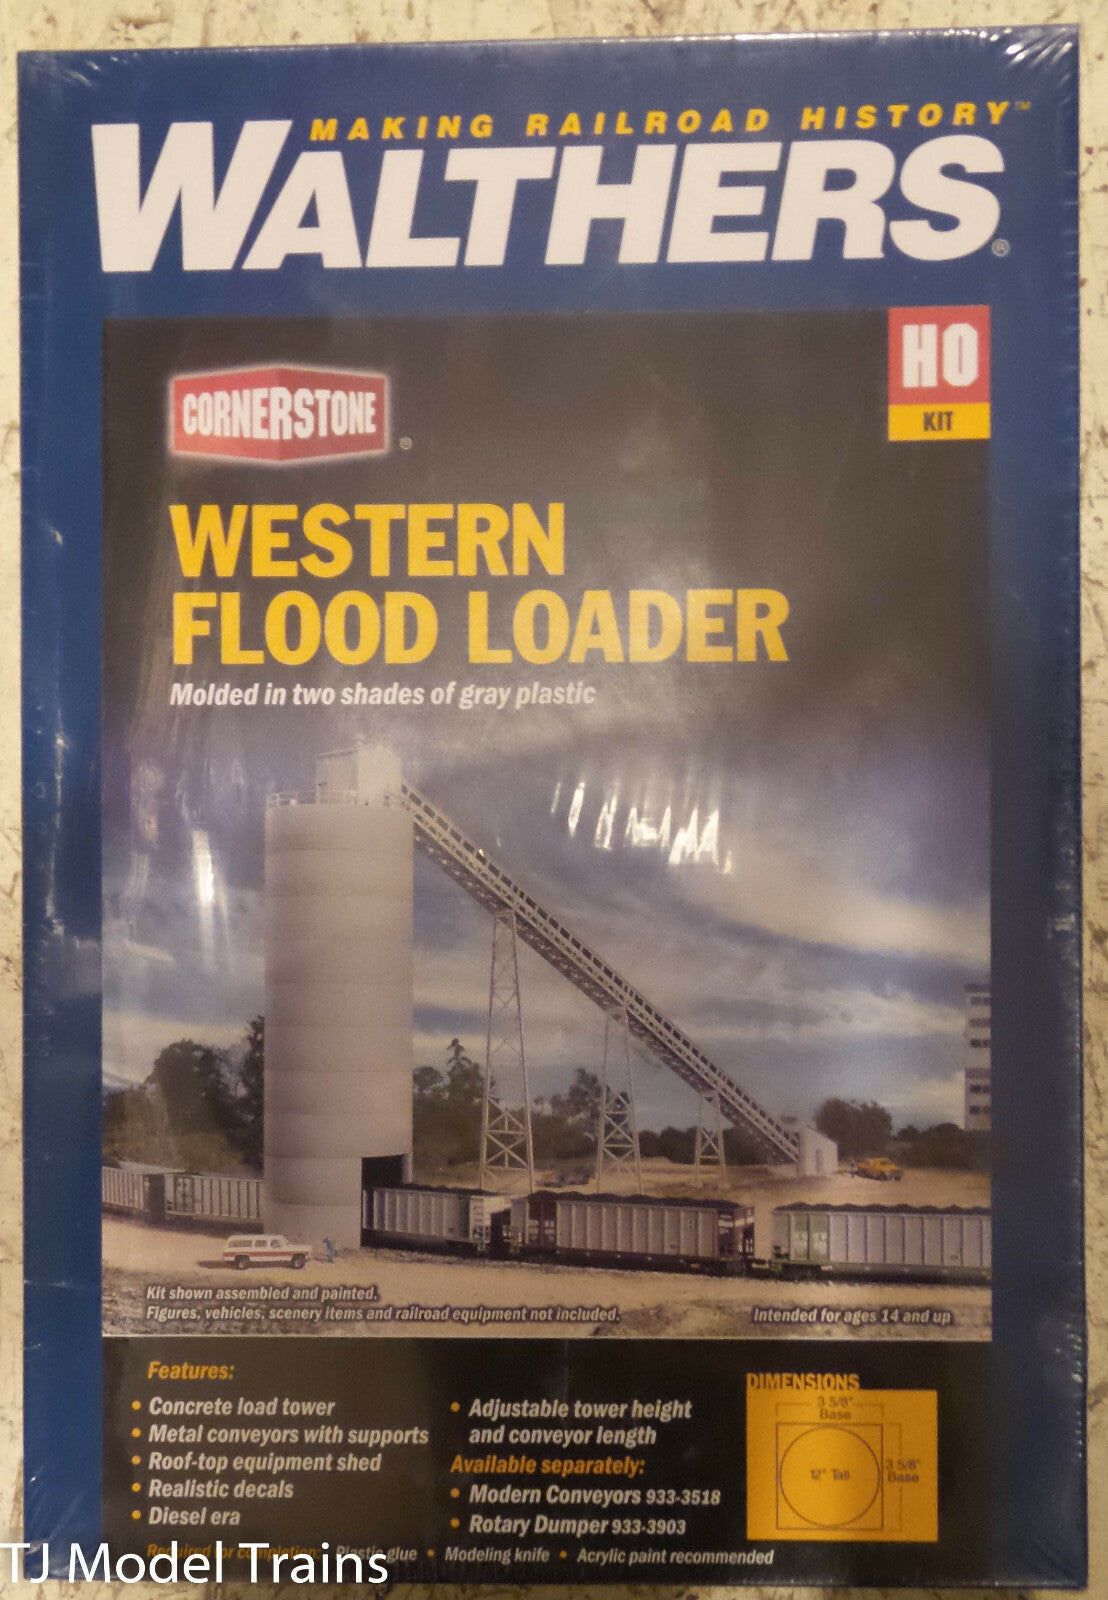 MAKING RAILROAD HISTORY™
WALTHERS®
HO
KIT
CORNERSTONE®
WESTERN
FLOOD LOADER
Molded in two shades of gray plastic
Kit shown assembled and painted.
Figures, vehicles, scenery items and railroad equipment not included.
Intended for ages 14 and up
Features:
• Concrete load tower
• Metal conveyors with supports
• Roof-top equipment shed
• Realistic decals
• Diesel era
• Adjustable tower height
and conveyor length
Available separately:
• Modern Conveyors 933-3518
• Rotary Dumper 933-3903
DIMENSIONS
3 5/8"
Base
12" Tall
3 5/8"
Base
Required for completion: Plastic glue • Modeling knife • Acrylic paint recommended
TJ Model Trains